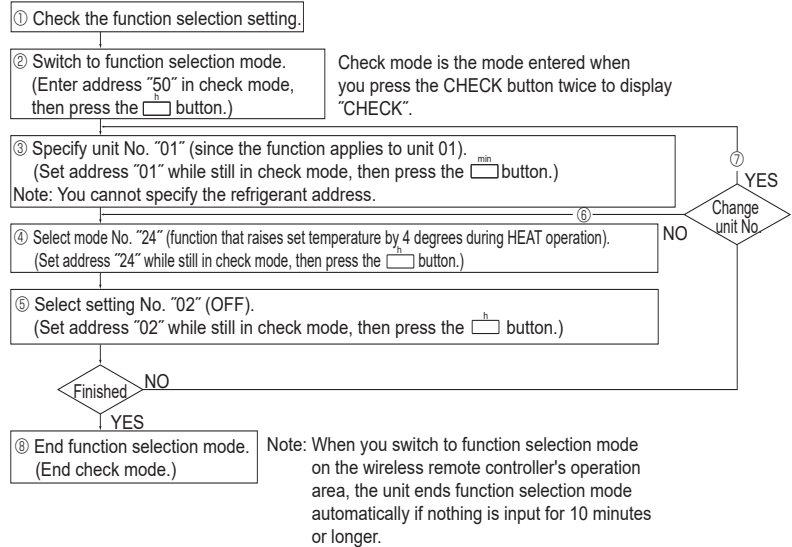 ① Check the function selection setting.
② Switch to function selection mode.
(Enter address ˝50˝ in check mode,
then press the h button.)
Check mode is the mode entered when
you press the CHECK button twice to display
˝CHECK˝.
③ Specify unit No. ˝01˝ (since the function applies to unit 01).
(Set address ˝01˝ while still in check mode, then press the min button.)
Note: You cannot specify the refrigerant address.
⑦
YES
Change
unit No.
⑥
NO
④ Select mode No. ˝24˝ (function that raises set temperature by 4 degrees during HEAT operation).
(Set address ˝24˝ while still in check mode, then press the h button.)
⑤ Select setting No. ˝02˝ (OFF).
(Set address ˝02˝ while still in check mode, then press the h button.)
Finished
NO
YES
⑧ End function selection mode.
(End check mode.)
Note: When you switch to function selection mode
on the wireless remote controller's operation
area, the unit ends function selection mode
automatically if nothing is input for 10 minutes
or longer.